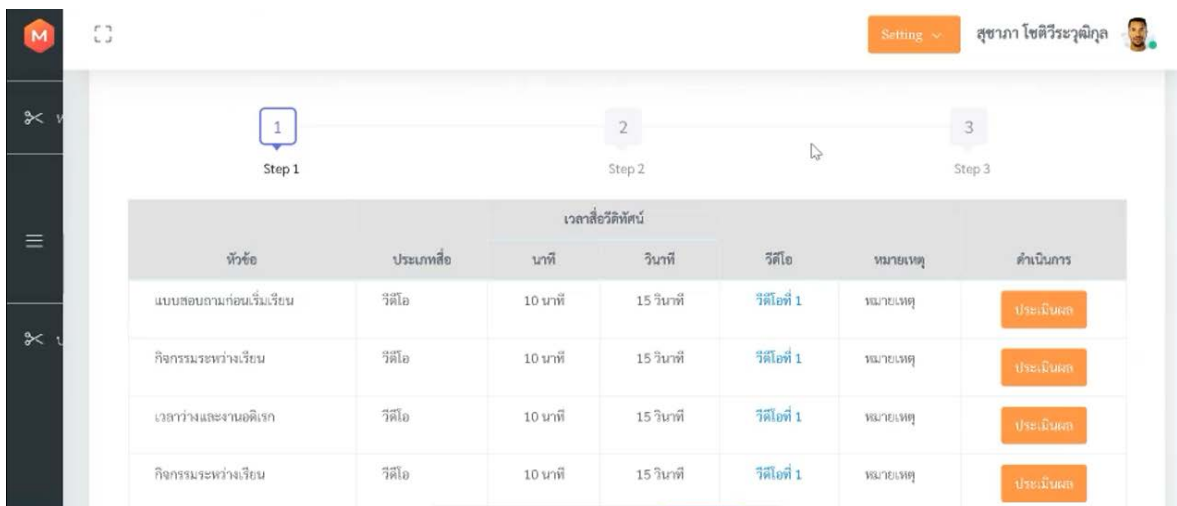 M
Setting
สุชาภา โชติวีระวุฒิกุล
1
2
3
Step 1
Step 2
Step 3
เวลาสื่อวีดิทัศน์
หัวข้อ ประเภทสื่อ นาที วินาที วีดีโอ หมายเหตุ ดำเนินการ
แบบสอบถามก่อนเริ่มเรียน วีดีโอ 10 นาที 15 วินาที วีดีโอที่ 1 หมายเหตุ ประเมินผล
กิจกรรมระหว่างเรียน วีดีโอ 10 นาที 15 วินาที วีดีโอที่ 1 หมายเหตุ ประเมินผล
เวลาว่างและงานอดิเรก วีดีโอ 10 นาที 15 วินาที วีดีโอที่ 1 หมายเหตุ ประเมินผล
กิจกรรมระหว่างเรียน วีดีโอ 10 นาที 15 วินาที วีดีโอที่ 1 หมายเหตุ ประเมินผล